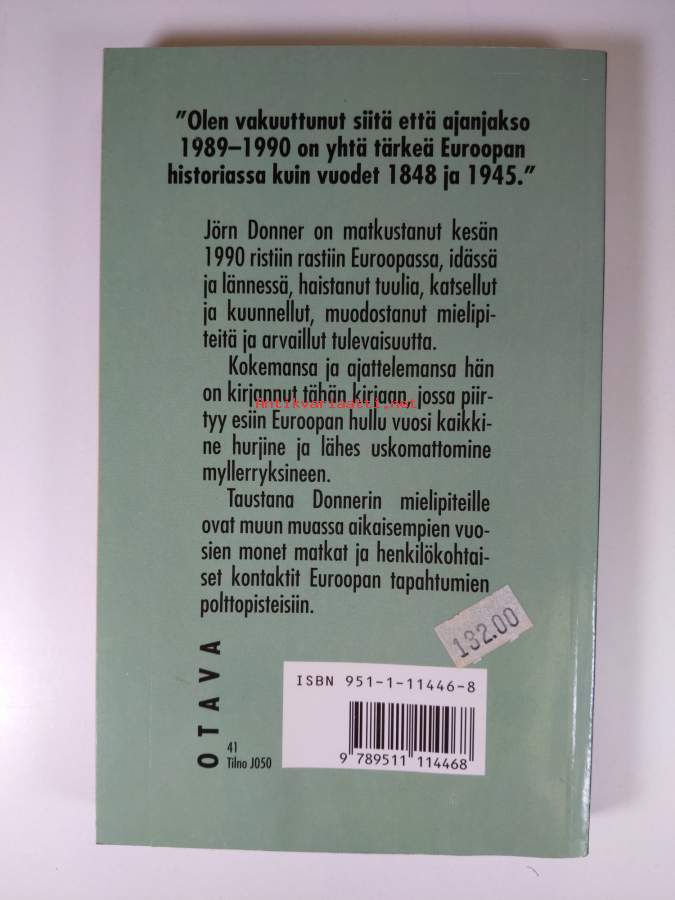 "Olen vakuuttunut siitä että ajanjakso
1989–1990 on yhtä tärkeä Euroopan
historiassa kuin vuodet 1848 ja 1945."
Jörn Donner on matkustanut kesän
1990 ristiin rastiin Euroopassa, idässä
ja lännessä, haistanut tuulia, katsellut
ja kuunnellut, muodostanut mielipi-
teitä ja arvaillut tulevaisuutta.
Kokemansa ja ajattelemansa hän
on kirjannut tähän kirjaan, jossa piir-
Antikvariaatti.net
tyy esiin Euroopan hullu vuosi kaikki-
ne hurjine ja lähes uskomattomine
myllerryksineen.
Taustana Donnerin mielipiteille
ovat muun muassa aikaisempien vuo-
sien monet matkat ja henkilökohtai-
set kontaktit Euroopan tapahtumien
polttopisteisiin.
132.00
OTAVA
41
Tilno J050
ISBN 951-1-11446-8
9 789511 114468